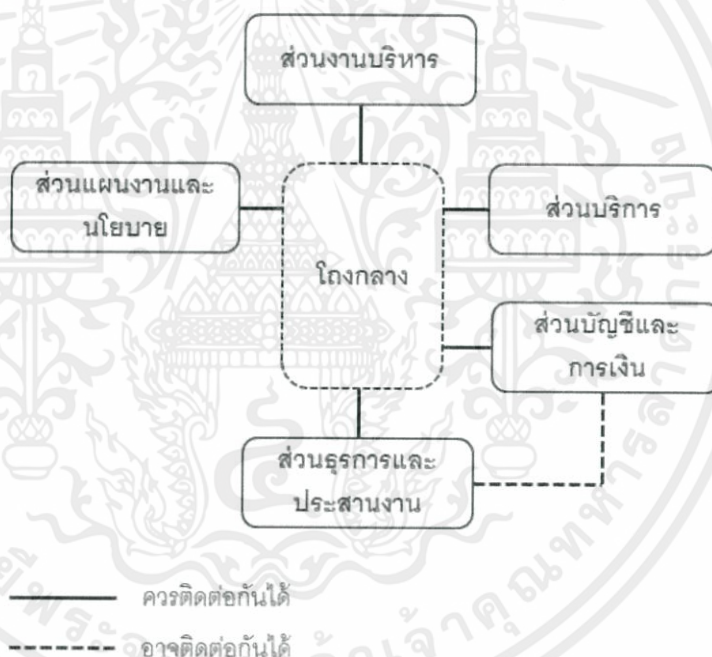 ส่วนงานบริหาร
ส่วนแผนงานและ
นโยบาย
ส่วนบริการ
โถงกลาง
ส่วนบัญชีและ
การเงิน
ส่วนธุรการและ
ประสานงาน
ควรติดต่อกันได้
อาจติดต่อกันได้